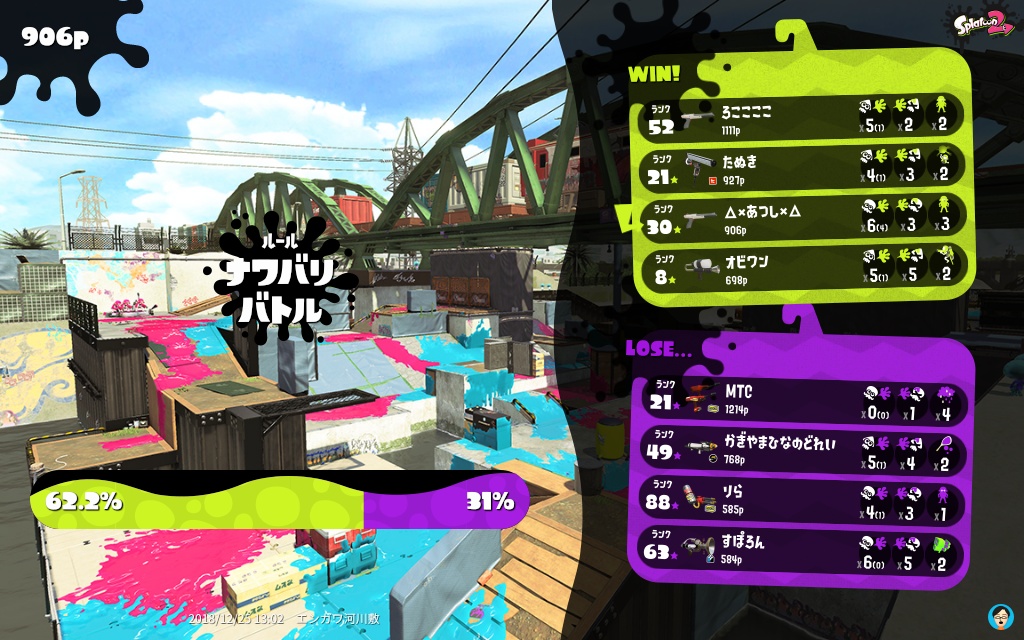 906p
Splatoon 2
ルール
ナワバリ
バトル
62.2%
31%
2018/12/25 13:02 エンガワ河川敷
WIN!
ランク
52
ろここここ
1111p
x5(1) x2 x2
ランク
21★
たぬき
927p
x4(1) x3 x2
ランク
30★
△×あつし×△
906p
x6(4) x3 x3
ランク
8★
オビワン
698p
x5(1) x5 x2
LOSE...
ランク
21★
MTC
1274p
x0(0) x1 x4
ランク
49★
かぎやまひなのどれい
768p
x5(1) x4 x2
ランク
88★
りら
585p
x4(1) x3 x1
ランク
63★
すぽろん
584p
x6(0) x5 x2